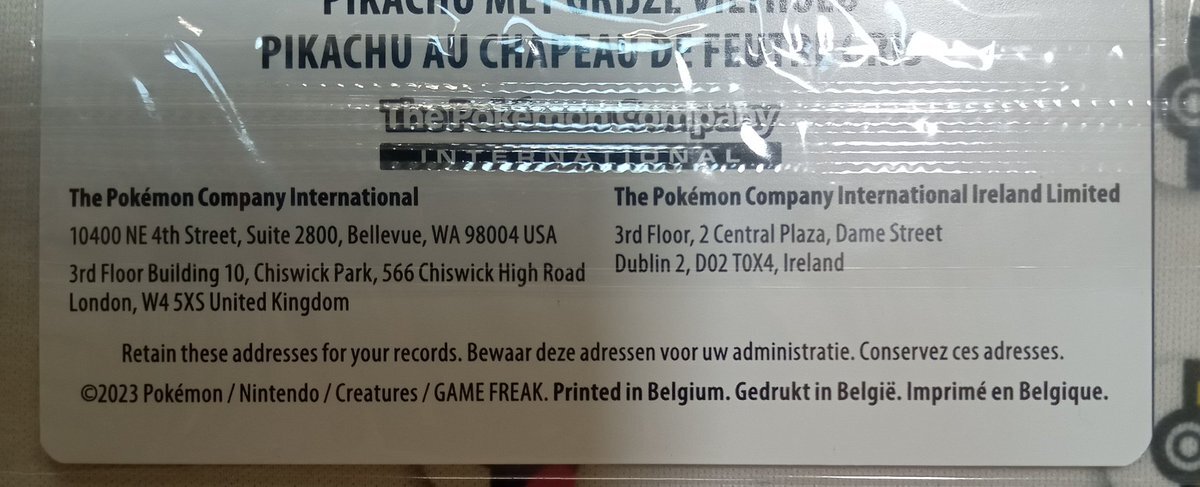 PIKACHU MET GRIJZE VILTHOED
PIKACHU AU CHAPEAU DE FEUTRE GRIS
The Pokémon Company
INTERNATIONAL
The Pokémon Company International
10400 NE 4th Street, Suite 2800, Bellevue, WA 98004 USA
3rd Floor Building 10, Chiswick Park, 566 Chiswick High Road
London, W4 5XS United Kingdom
The Pokémon Company International Ireland Limited
3rd Floor, 2 Central Plaza, Dame Street
Dublin 2, D02 T0X4, Ireland
Retain these addresses for your records. Bewaar deze adressen voor uw administratie. Conservez ces adresses.
©2023 Pokémon / Nintendo / Creatures / GAME FREAK. Printed in Belgium. Gedrukt in België. Imprimé en Belgique.